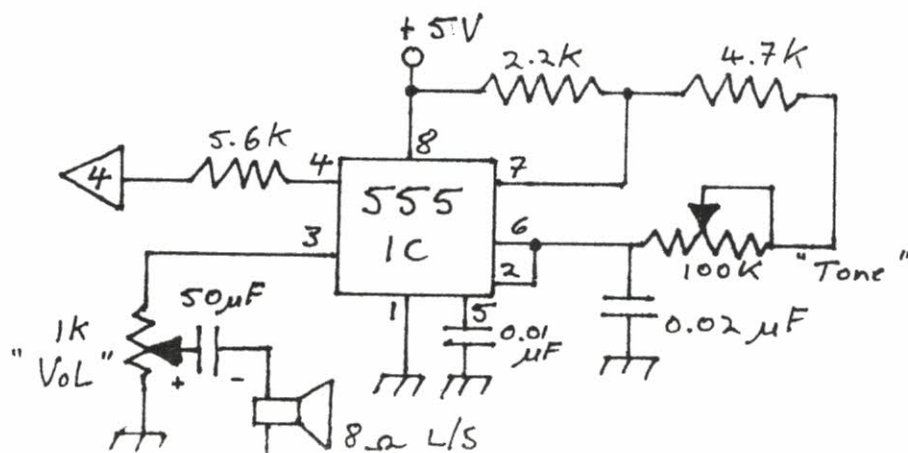 +5V
2.2K
4.7K
5.6K
4
4
8
7
555
IC
3
6
2
100K
"Tone"
50µF
1
5
0.01
µF
0.02 µF
1K
"VOL"
+
-
8Ω L/S